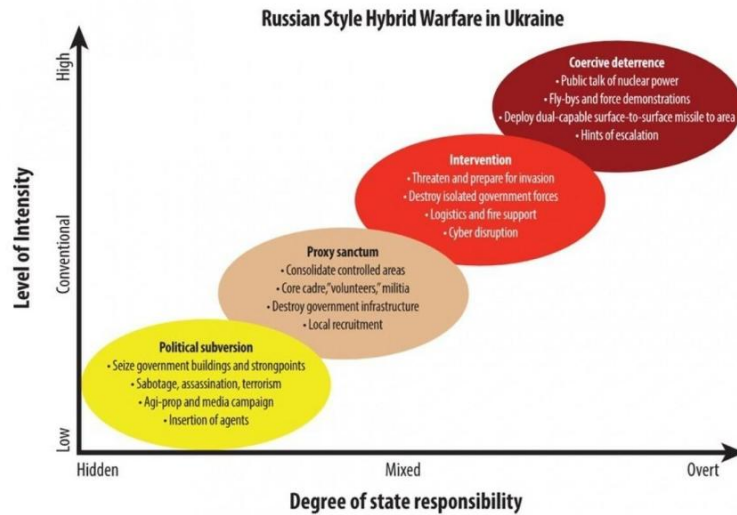 Russian Style Hybrid Warfare in Ukraine
High
Coercive deterrence
• Public talk of nuclear power
• Fly-bys and force demonstrations
• Deploy dual-capable surface-to-surface missile to area
• Hints of escalation
Intervention
• Threaten and prepare for invasion
• Destroy isolated government forces
• Logistics and fire support
• Cyber disruption
Level of Intensity
Conventional
Proxy sanctum
• Consolidate controlled areas
• Core cadre,"volunteers," militia
• Destroy government infrastructure
• Local recruitment
Political subversion
• Seize government buildings and strongpoints
• Sabotage, assassination, terrorism
• Agi-prop and media campaign
• Insertion of agents
Low
Hidden
Mixed
Overt
Degree of state responsibility